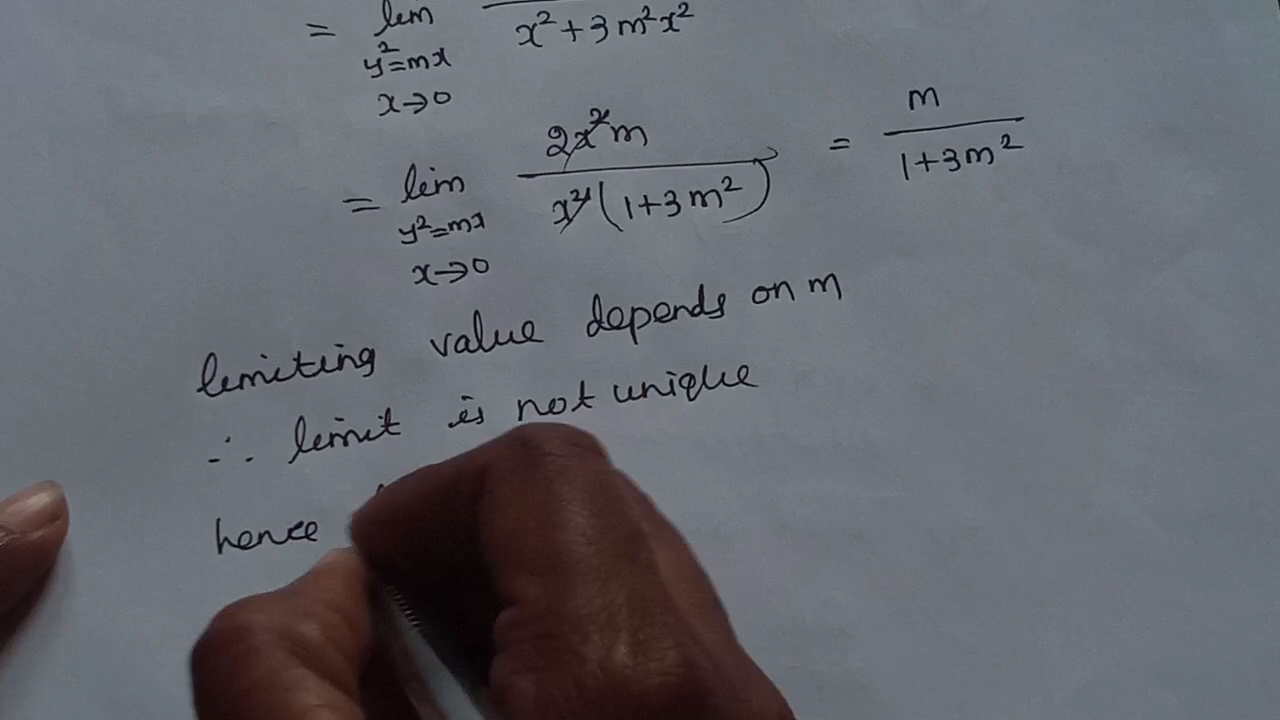 = lim x²+3m²x²
y²=mx
x→0
= lim 2x²m / x²(1+3m²) = m / 1+3m²
y²=mx
x→0
limiting value depends on m
∴ limit is not unique
hence